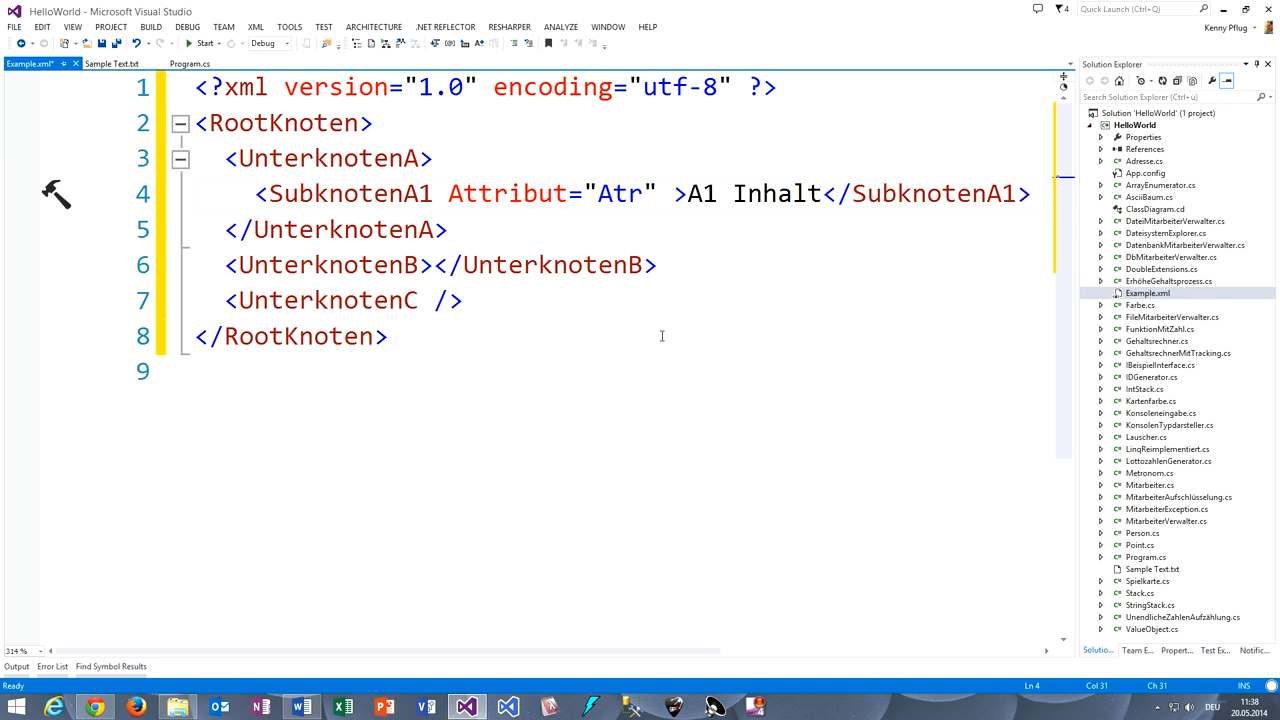 HelloWorld - Microsoft Visual Studio
4
Quick Launch (Ctrl+Q)
FILE EDIT VIEW PROJECT BUILD DEBUG TEAM XML TOOLS TEST ARCHITECTURE .NET REFLECTOR RESHARPER ANALYZE WINDOW HELP
Kenny Pflug
Start Debug
Example.xml* Sample Text.txt Program.cs
1 <?xml version="1.0" encoding="utf-8" ?>
2 <RootKnoten>
3 <UnterknotenA>
4 <SubknotenA1 Attribut="Atr" >A1 Inhalt</SubknotenA1>
5 </UnterknotenA>
6 <UnterknotenB></UnterknotenB>
7 <UnterknotenC />
8 </RootKnoten>
9
314 %
Output Error List Find Symbol Results
Ready
Ln 4 Col 31 Ch 31 INS
Solution Explorer
Search Solution Explorer (Ctrl+ü)
Solution 'HelloWorld' (1 project)
HelloWorld
Properties
References
Adresse.cs
App.config
ArrayEnumerator.cs
AsciiBaum.cs
ClassDiagram.cd
DateiMitarbeiterVerwalter.cs
DateisystemExplorer.cs
DatenbankMitarbeiterVerwalter.cs
DbMitarbeiterVerwalter.cs
DoubleExtensions.cs
ErhöheGehaltsprozess.cs
Example.xml
Farbe.cs
FileMitarbeiterVerwalter.cs
FunktionMitZahl.cs
Gehaltsrechner.cs
GehaltsrechnerMitTracking.cs
IBeispielInterface.cs
IDGenerator.cs
IntStack.cs
Kartenfarbe.cs
Konsoleneingabe.cs
KonsolenTypdarsteller.cs
Lauscher.cs
LinqReimplementiert.cs
LottozahlenGenerator.cs
Metronom.cs
Mitarbeiter.cs
MitarbeiterAufschlüsselung.cs
MitarbeiterException.cs
MitarbeiterVerwalter.cs
Person.cs
Point.cs
Program.cs
Sample Text.txt
Spielkarte.cs
Stack.cs
StringStack.cs
UnendlicheZahlenAufzählung.cs
ValueObject.cs
Solutio... Team E... Propert... Test Ex... Notific...
DEU
11:38
20.05.2014